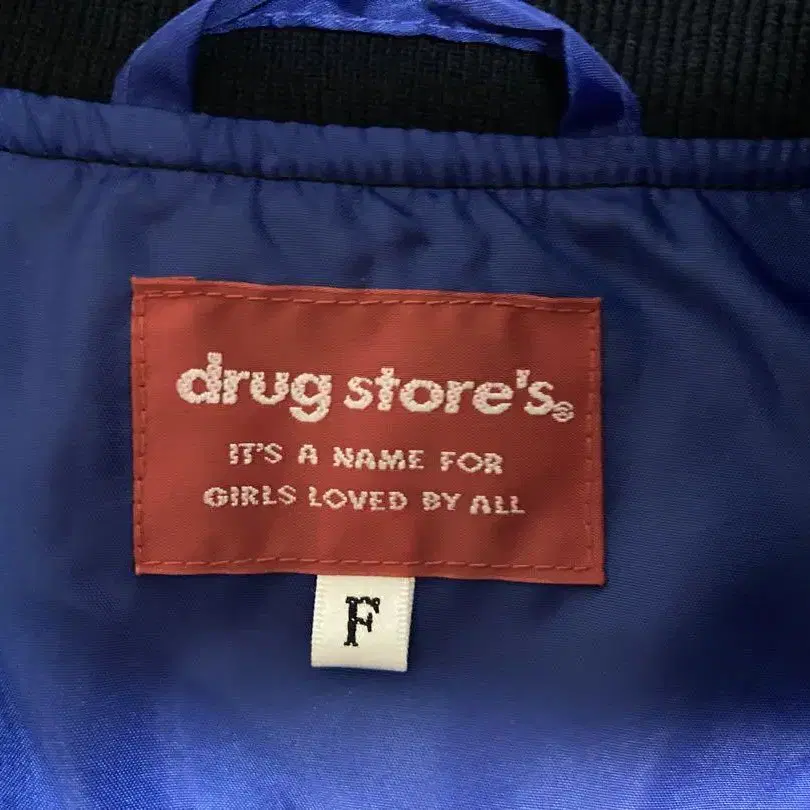 drug store's®
IT'S A NAME FOR
GIRLS LOVED BY ALL
F